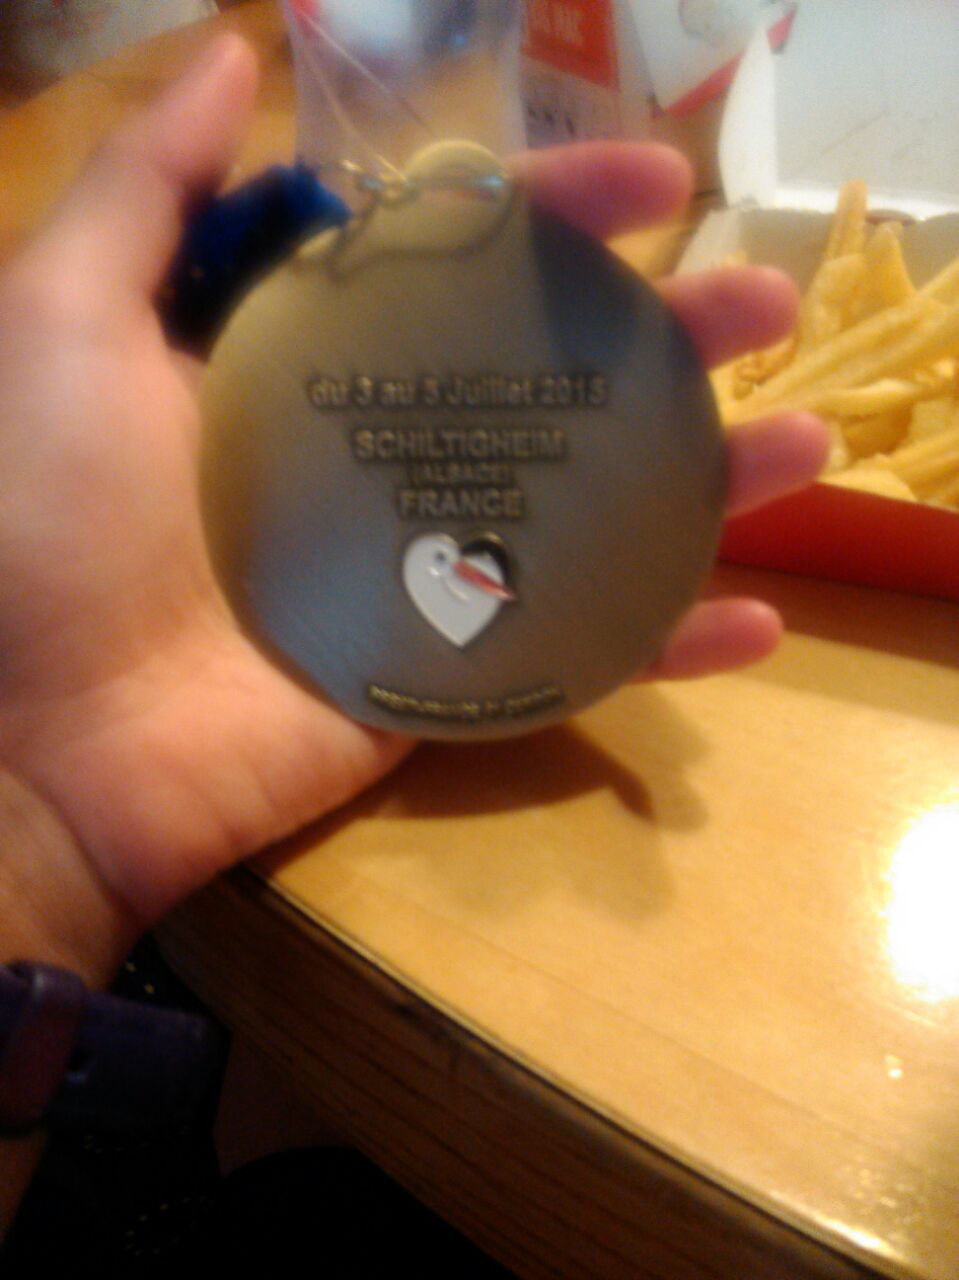 du 3 au 5 Juillet 2015
SCHILTIGHEIM
(ALSACE)
FRANCE